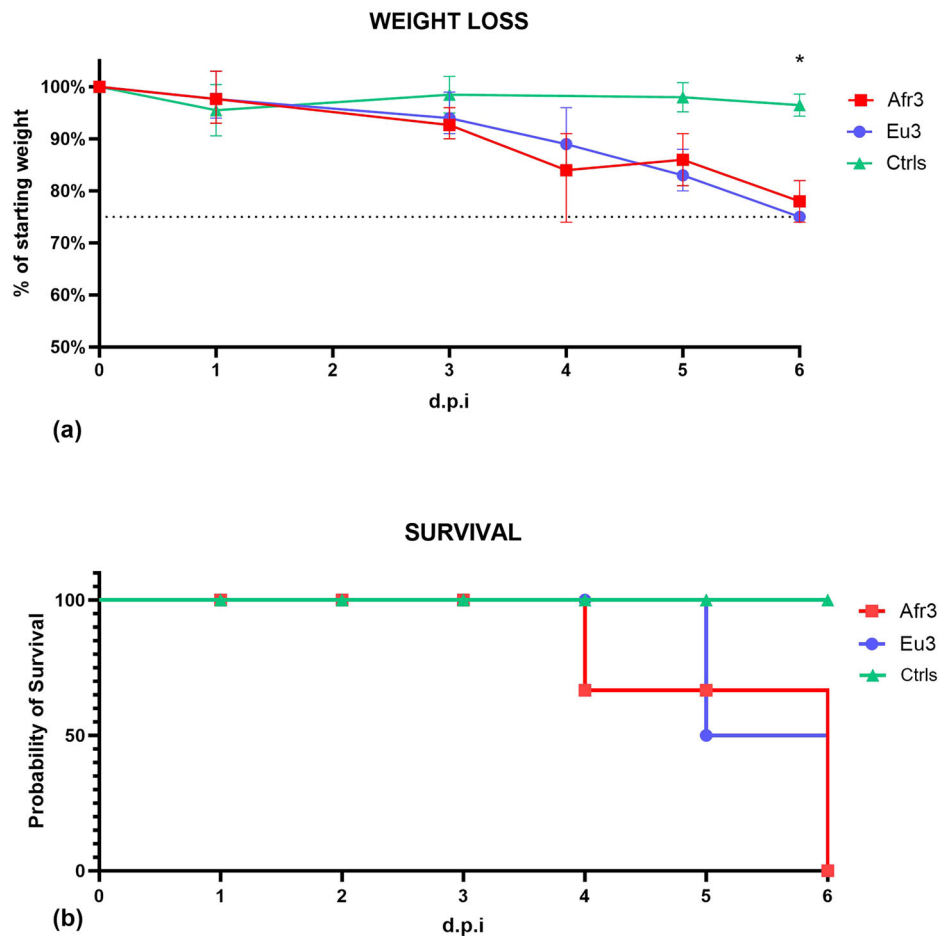 WEIGHT LOSS
*
100%
90%
80%
70%
60%
50%
% of starting weight
0 1 2 3 4 5 6
d.p.i
Afr3
Eu3
Ctrls
(a)
SURVIVAL
100
50
0
Probability of Survival
0 1 2 3 4 5 6
d.p.i
Afr3
Eu3
Ctrls
(b)